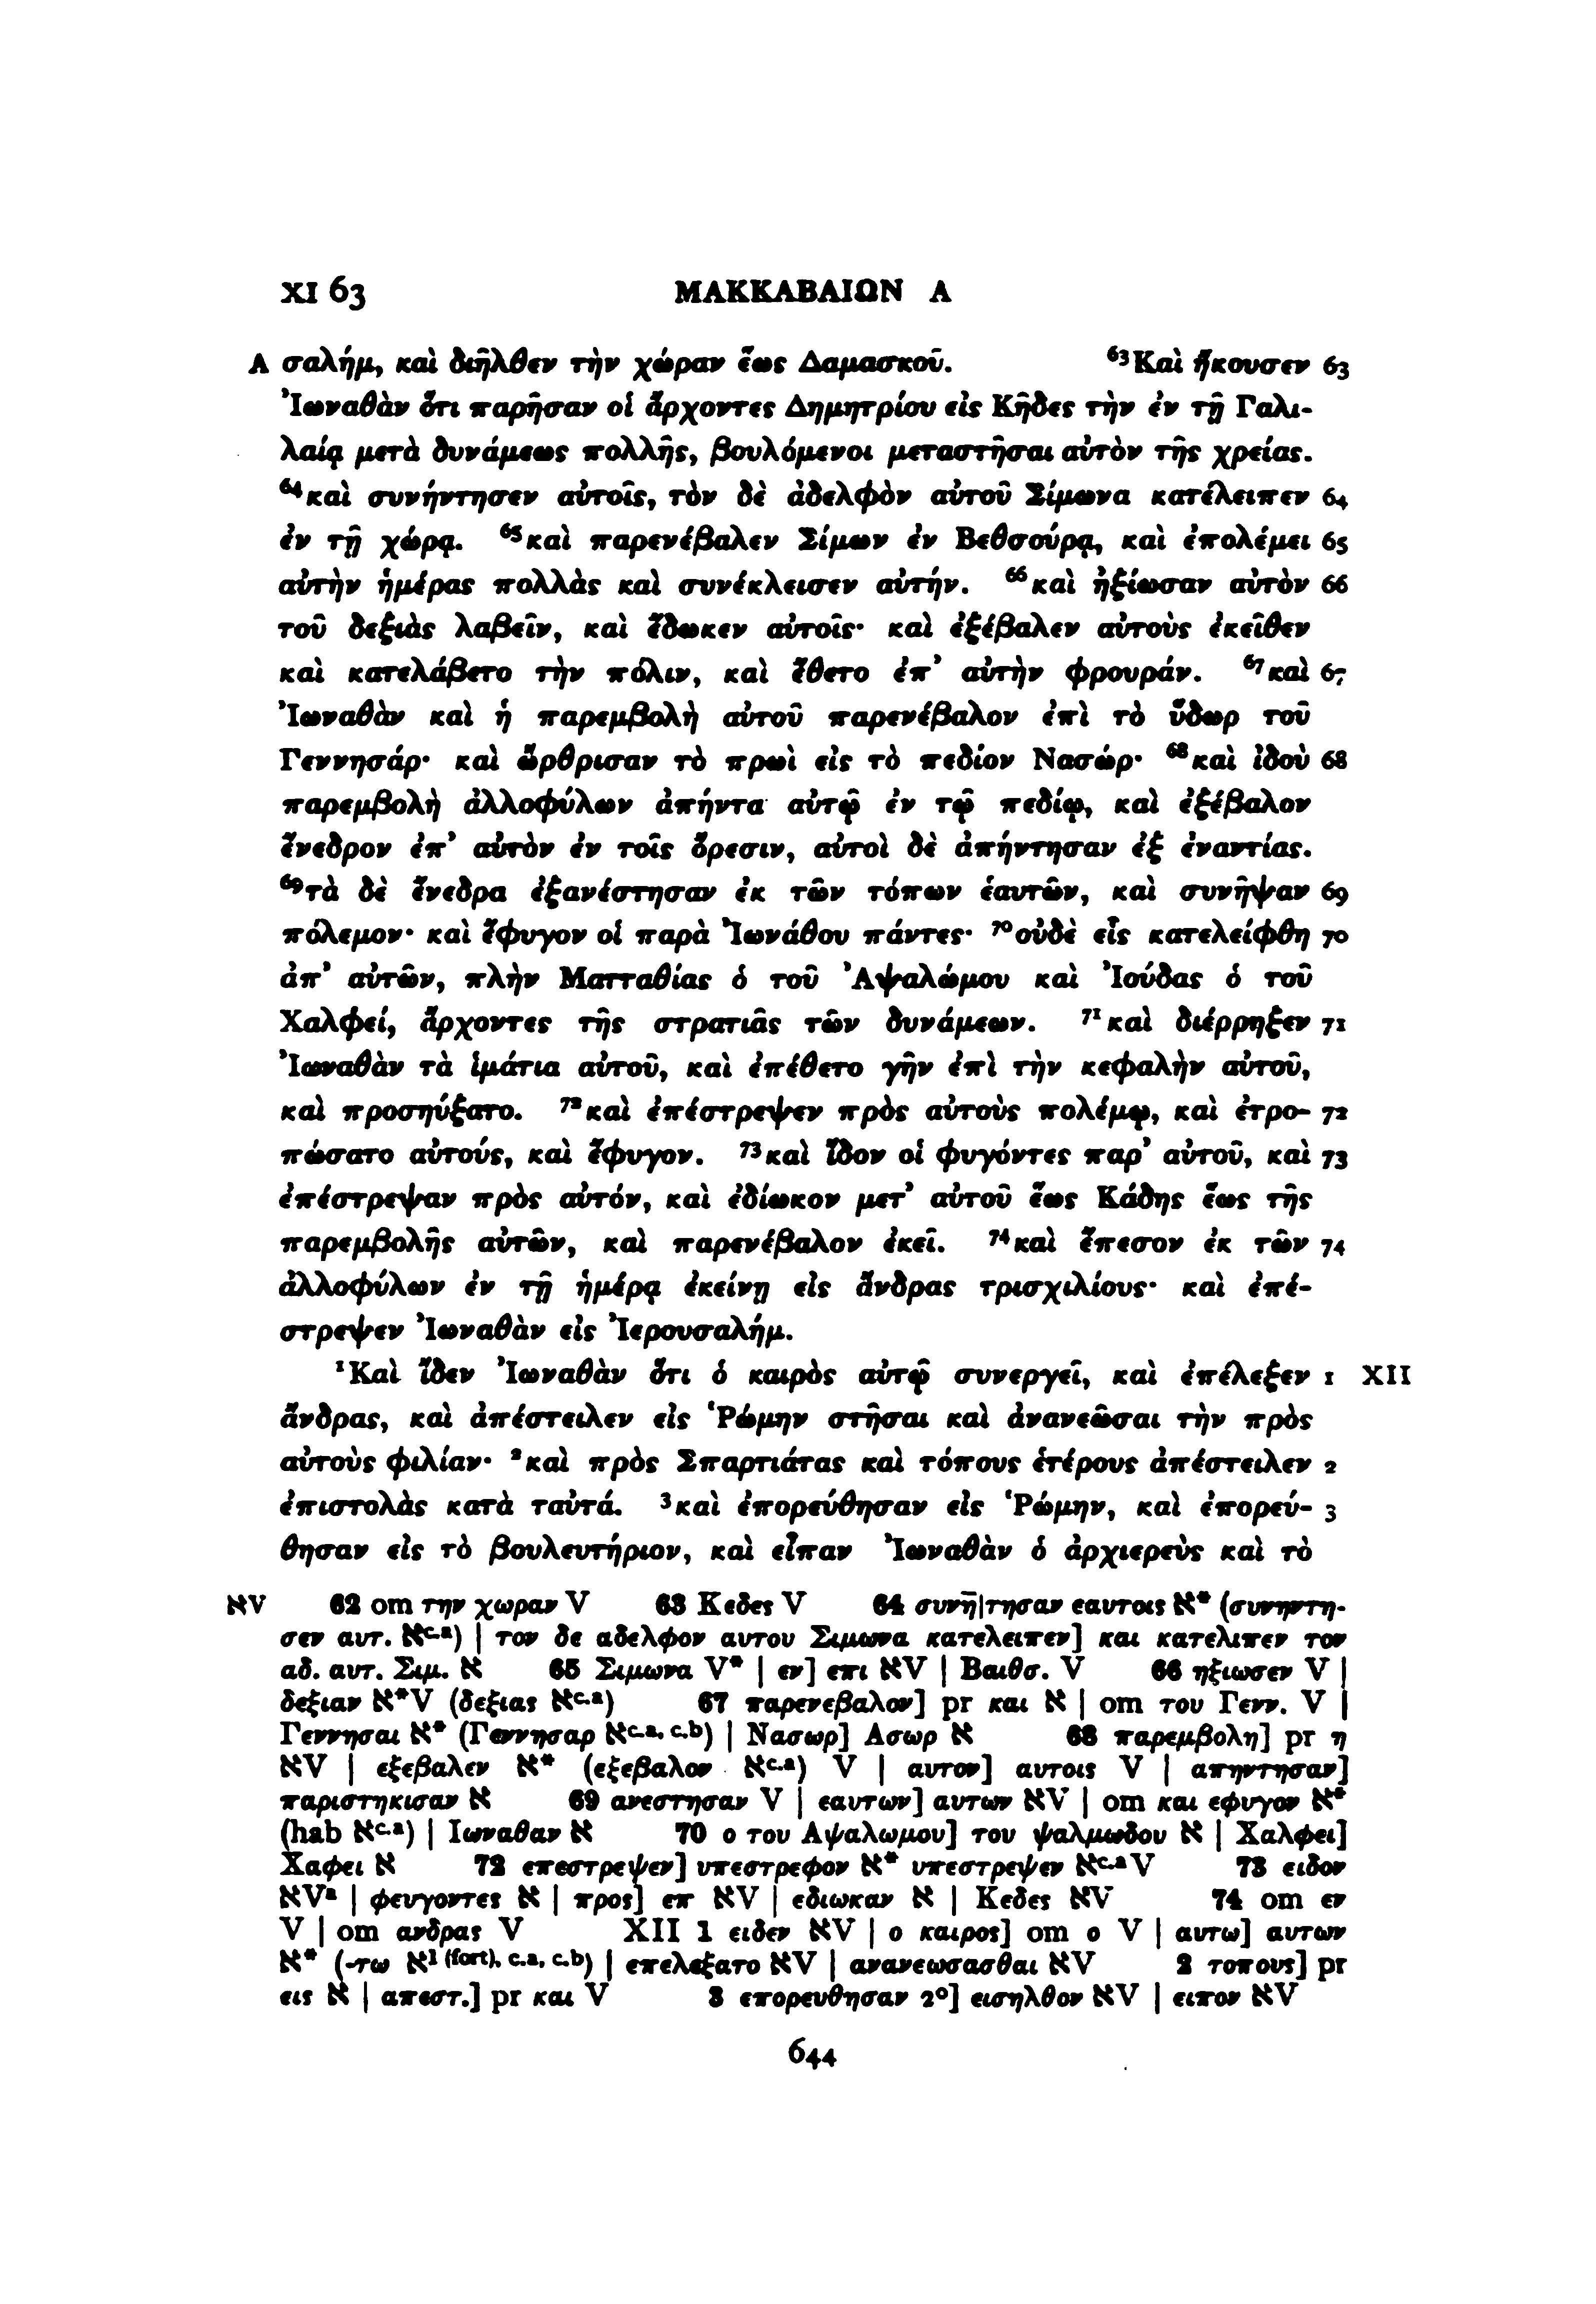 XI 63 ΜΑΚΚΑΒΑΙΩΝ Α
Α σαλήμ, καὶ διῆλθεν τὴν χώραν ἕως Δαμασκοῦ. ⁶³Καὶ ἤκουσεν 63
Ἰωναθὰν ὅτι παρῆσαν οἱ ἄρχοντες Δημητρίου εἰς Κῆδες τὴν ἐν τῇ Γαλι-
λαίᾳ μετὰ δυνάμεως πολλῆς, βουλόμενοι μεταστῆσαι αὐτὸν τῆς χρείας.
⁶⁴καὶ συνήντησεν αὐτοῖς, τὸν δὲ ἀδελφὸν αὐτοῦ Σίμωνα κατέλειπεν 64
ἐν τῇ χώρᾳ. ⁶⁵καὶ παρενέβαλεν Σίμων ἐν Βεθσούρᾳ, καὶ ἐπολέμει 65
αὐτὴν ἡμέρας πολλὰς καὶ συνέκλεισεν αὐτήν. ⁶⁶καὶ ἠξίωσαν αὐτὸν 66
τοῦ δεξιὰς λαβεῖν, καὶ ἔδωκεν αὐτοῖς· καὶ ἐξέβαλεν αὐτοὺς ἐκεῖθεν
καὶ κατελάβετο τὴν πόλιν, καὶ ἔθετο ἐπ’ αὐτὴν φρουράν. ⁶⁷καὶ 67
Ἰωναθὰν καὶ ἡ παρεμβολὴ αὐτοῦ παρενέβαλον ἐπὶ τὸ ὕδωρ τοῦ
Γεννησάρ· καὶ ὤρθρισαν τὸ πρωὶ εἰς τὸ πεδίον Νασώρ· ⁶⁸καὶ ἰδοὺ 68
παρεμβολὴ ἀλλοφύλων ἀπήντα αὐτῷ ἐν τῷ πεδίῳ, καὶ ἐξέβαλον
ἔνεδρον ἐπ’ αὐτὸν ἐν τοῖς ὄρεσιν, αὐτοὶ δὲ ἀπήντησαν ἐξ ἐναντίας.
⁶⁹τὰ δὲ ἔνεδρα ἐξανέστησαν ἐκ τῶν τόπων ἑαυτῶν, καὶ συνῆψαν 69
πόλεμον· καὶ ἔφυγον οἱ παρὰ Ἰωνάθου πάντες· ⁷⁰οὐδὲ εἷς κατελείφθη 70
ἀπ’ αὐτῶν, πλὴν Ματταθίας ὁ τοῦ Ἀψαλώμου καὶ Ἰούδας ὁ τοῦ
Χαλφεί, ἄρχοντες τῆς στρατιᾶς τῶν δυνάμεων. ⁷¹καὶ διέρρηξεν 71
Ἰωναθὰν τὰ ἱμάτια αὐτοῦ, καὶ ἐπέθετο γῆν ἐπὶ τὴν κεφαλὴν αὐτοῦ,
καὶ προσηύξατο. ⁷²καὶ ἐπέστρεψεν πρὸς αὐτοὺς πολέμῳ, καὶ ἐτρο- 72
πώσατο αὐτούς, καὶ ἔφυγον. ⁷³καὶ ἴδον οἱ φυγόντες παρ’ αὐτοῦ, καὶ 73
ἐπέστρεψαν πρὸς αὐτόν, καὶ ἐδίωκον μετ’ αὐτοῦ ἕως Κάδης ἕως τῆς
παρεμβολῆς αὐτῶν, καὶ παρενέβαλον ἐκεῖ. ⁷⁴καὶ ἔπεσον ἐκ τῶν 74
ἀλλοφύλων ἐν τῇ ἡμέρᾳ ἐκείνῃ εἰς ἄνδρας τρισχιλίους· καὶ ἐπέ-
στρεψεν Ἰωναθὰν εἰς Ἰερουσαλήμ.
¹Καὶ ἴδεν Ἰωναθὰν ὅτι ὁ καιρὸς αὐτῷ συνεργεῖ, καὶ ἐπέλεξεν 1 XII
ἄνδρας, καὶ ἀπέστειλεν εἰς Ῥώμην στῆσαι καὶ ἀνανεῶσαι τὴν πρὸς
αὐτοὺς φιλίαν· ²καὶ πρὸς Σπαρτιάτας καὶ τόπους ἑτέρους ἀπέστειλεν 2
ἐπιστολὰς κατὰ ταὐτά. ³καὶ ἐπορεύθησαν εἰς Ῥώμην, καὶ ἐπορεύ- 3
θησαν εἰς τὸ βουλευτήριον, καὶ εἶπαν Ἰωναθὰν ὁ ἀρχιερεὺς καὶ τὸ
אV 62 om την χωραν V 63 Κεδες V 64 συνη̄|τησαν εαυτοις א* (συνηντη-
σεν αυτ. אᶜ·ᵃ) | τον δε αδελφον αυτου Σιμωνα κατελειπεν] και κατελιπεν τον
αδ. αυτ. Σιμ. א 65 Σιμωνα V* | εν] επι אV | Βαιθσ. V 66 ηξιωσεν V |
δεξιαν א*V (δεξιας אᶜ·ᵃ) 67 παρενεβαλον] pr και א | om του Γενν. V |
Γεννησαι א* (Γεννησαρ אᶜ·ᵃ, ᶜ·ᵇ) | Νασωρ] Ασωρ א 68 παρεμβολη] pr η
אV | εξεβαλεν א* (εξεβαλον אᶜ·ᵃ) V | αυτον] αυτοις V | απηντησαν]
παριστηκισαν א 69 ανεστησαν V | εαυτων] αυτων אV | om και εφυγον א*
(hab אᶜ·ᵃ) | Ιωναθαν א 70 ο του Αψαλωμου] του ψαλμωδου א | Χαλφει]
Χαφει א 72 επεστρεψεν] υπεστρεφον א* υπεστρεψεν אᶜ·ᵃV 73 ειδον
אVᵃ | φευγοντες א | προς] επ אV | εδιωκαν א | Κεδες אV 74 om εν
V | om ανδρας V XII 1 ειδεν אV | ο καιρος] om ο V | αυτω] αυτων
א* (-τω א¹ ⁽ᶠᵒʳᵗ⁾, ᶜ·ᵃ, ᶜ·ᵇ) | επελεξατο אV | ανανεωσασθαι אV 2 τοπους] pr
εις א | απεστ.] pr και V 3 επορευθησαν 2°] εισηλθον אV | ειπον אV
644